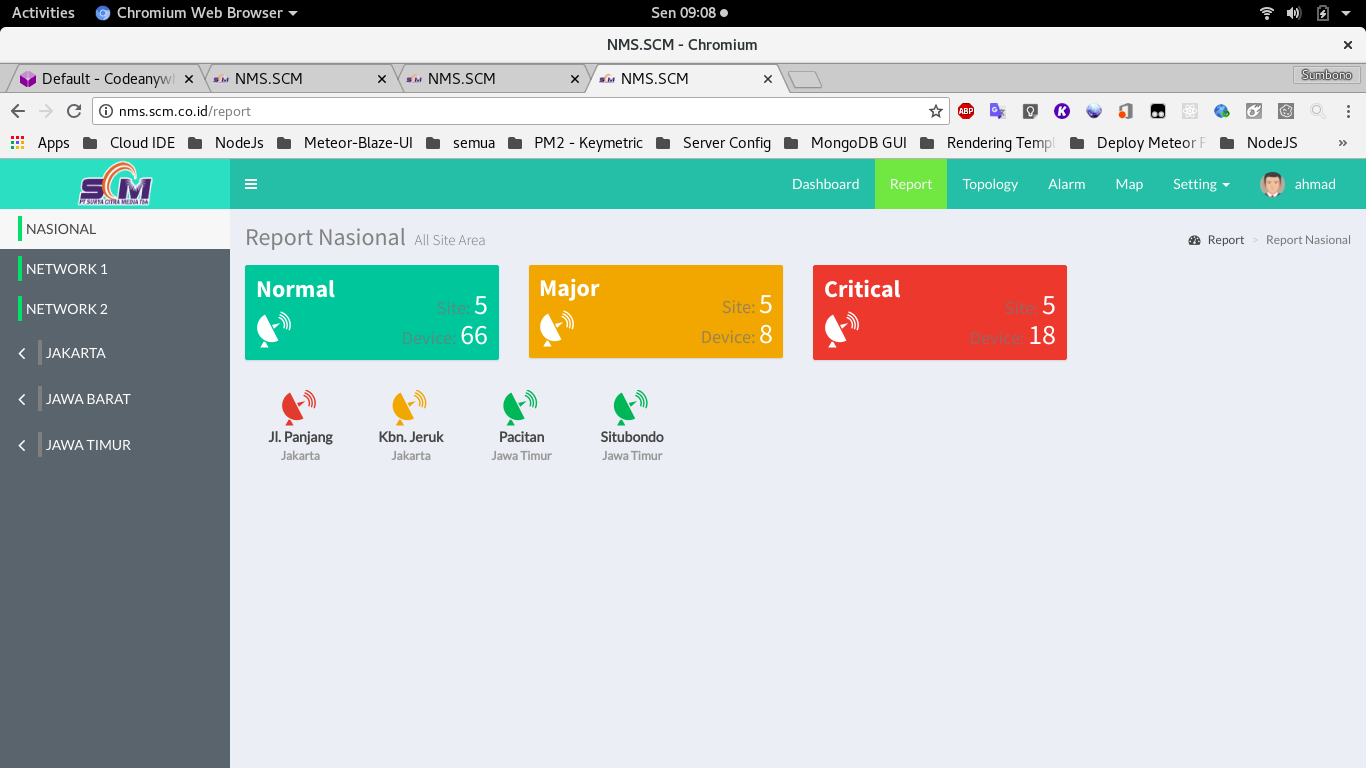 Activities Chromium Web Browser Sen 09:08
NMS.SCM - Chromium
Default - Codeanyw NMS.SCM NMS.SCM NMS.SCM Sumbono
nms.scm.co.id/report ABP
Apps Cloud IDE NodeJs Meteor-Blaze-UI semua PM2 - Keymetric Server Config MongoDB GUI Rendering Templ Deploy Meteor F NodeJS »
SCM
PT SURYA CITRA MEDIA Tbk
Dashboard Report Topology Alarm Map Setting ahmad
NASIONAL
NETWORK 1
NETWORK 2
JAKARTA
JAWA BARAT
JAWA TIMUR
Report Nasional All Site Area
Report > Report Nasional
Normal
Site: 5
Device: 66
Major
Site: 5
Device: 8
Critical
Site: 5
Device: 18
Jl. Panjang
Jakarta
Kbn. Jeruk
Jakarta
Pacitan
Jawa Timur
Situbondo
Jawa Timur